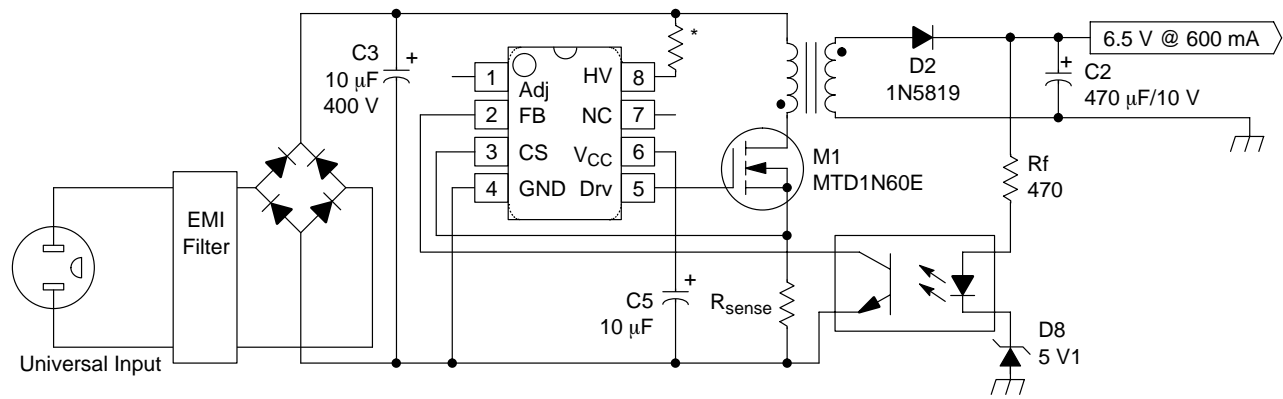 C3
10 μF
400 V
+
*
1
Adj
HV
8
2
FB
NC
7
3
CS
VCC
6
4
GND
Drv
5
D2
1N5819
6.5 V @ 600 mA
+
C2
470 μF/10 V
M1
MTD1N60E
Rf
470
EMI
Filter
Universal Input
C5
10 μF
+
Rsense
D8
5 V1